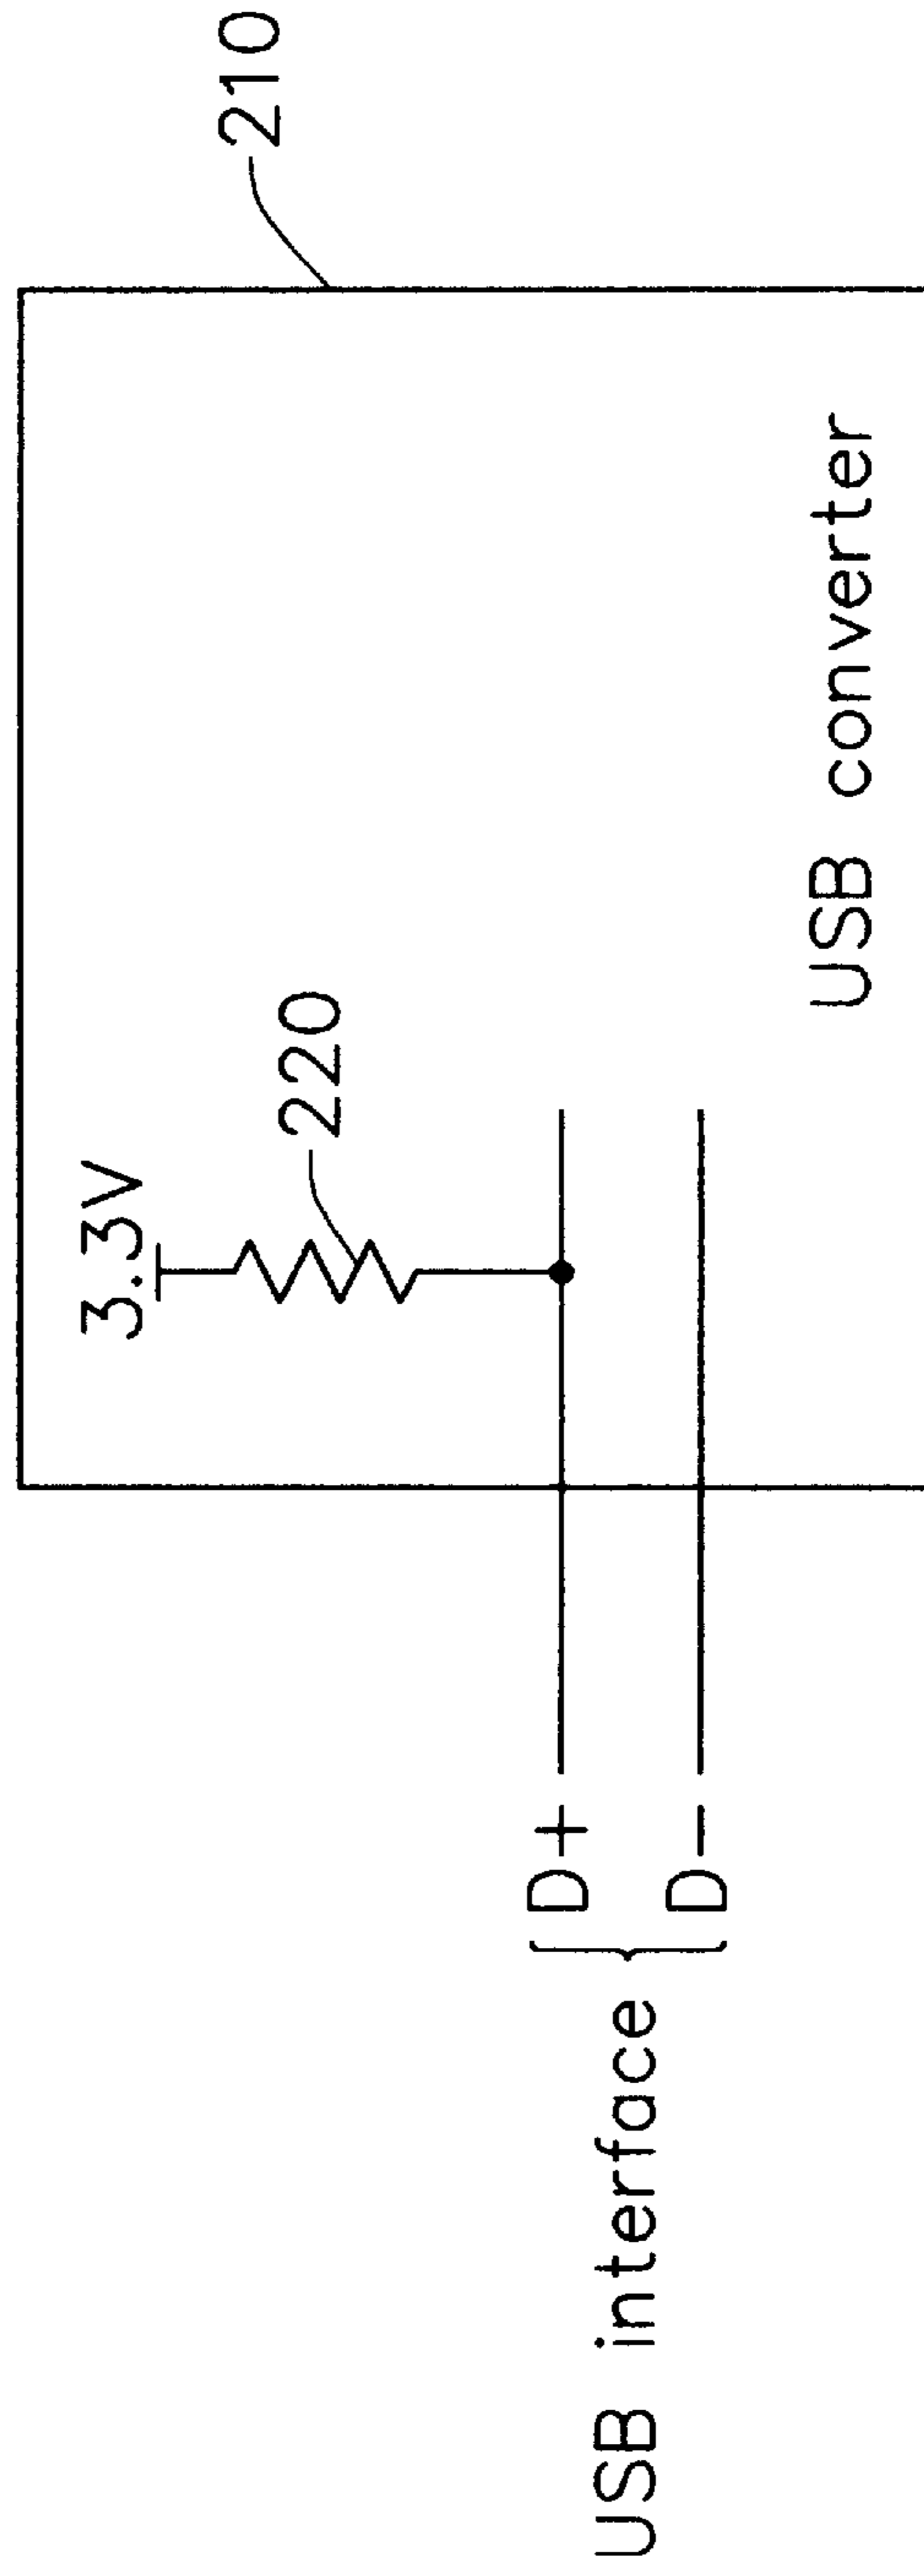 3.3V
220
210
USB interface
D+
D-
USB converter